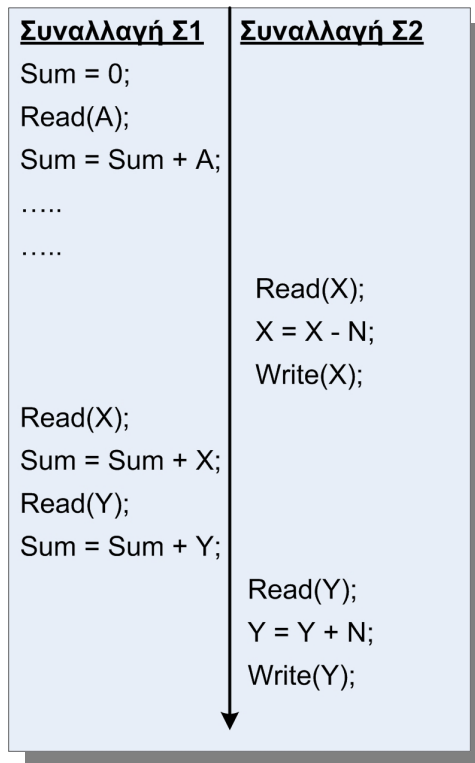 Συναλλαγή Σ1 Συναλλαγή Σ2
Sum = 0;
Read(A);
Sum = Sum + A;
…..
…..
Read(X);
X = X - N;
Write(X);
Read(X);
Sum = Sum + X;
Read(Y);
Sum = Sum + Y;
Read(Y);
Y = Y + N;
Write(Y);